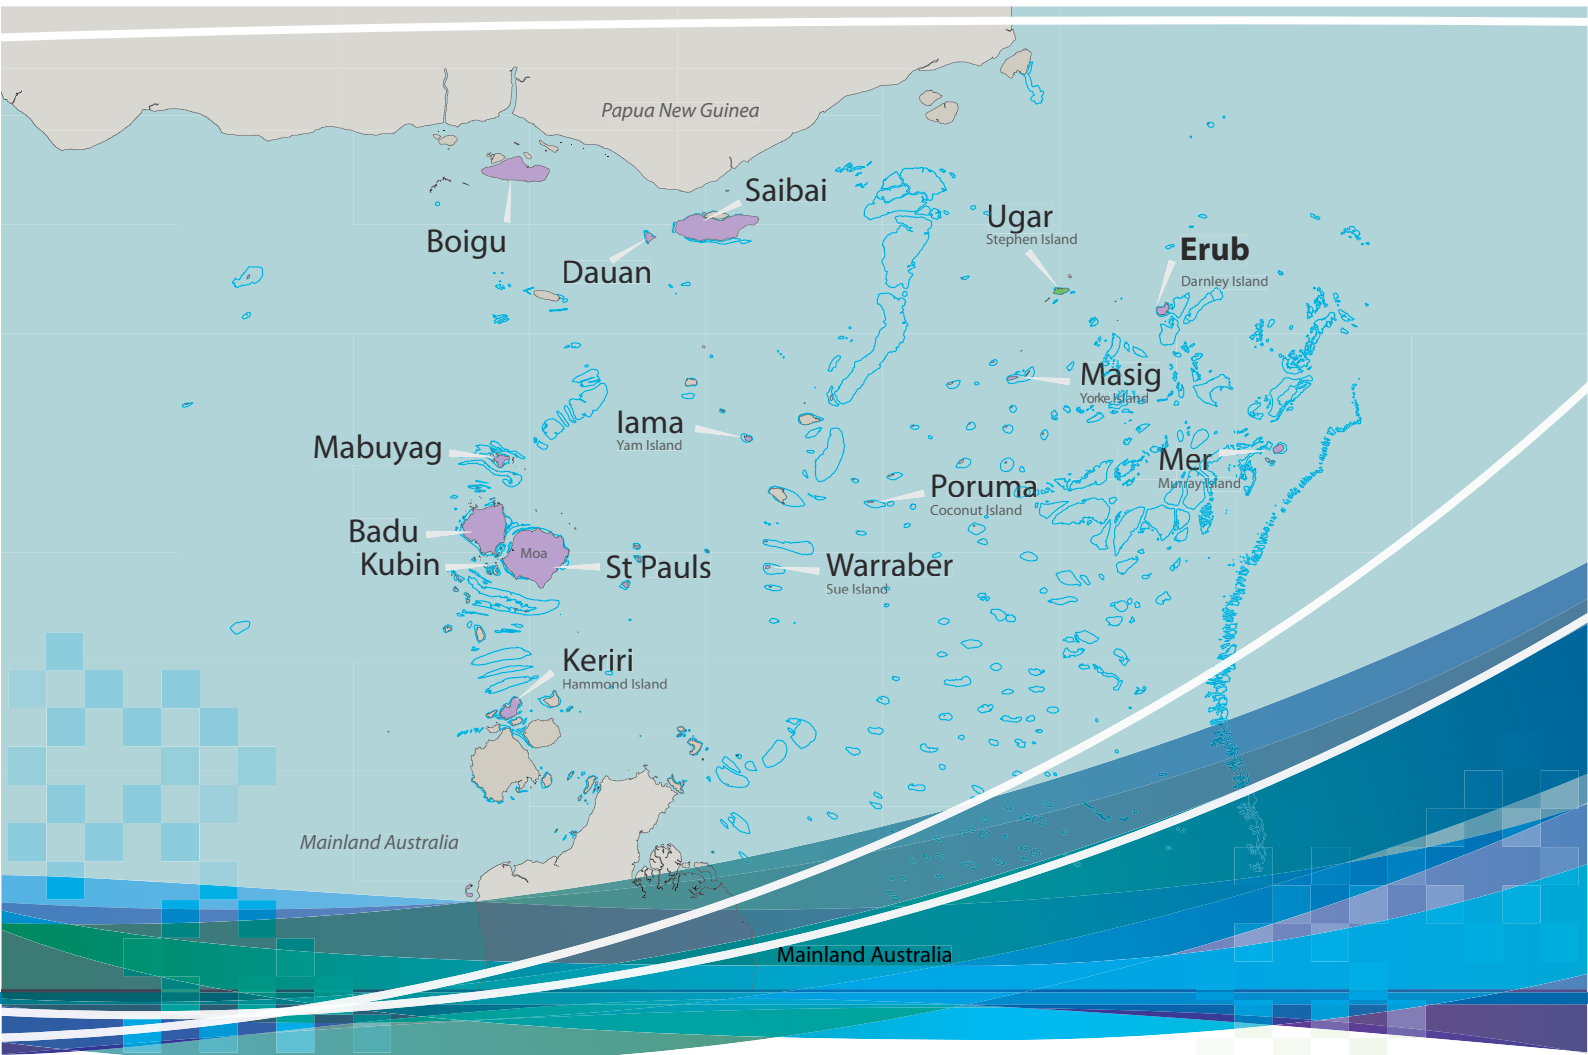 Papua New Guinea
Saibai
Boigu
Dauan
Ugar
Stephen Island
Erub
Darnley Island
Masig
Yorke Island
Iama
Yam Island
Mabuyag
Mer
Murray Island
Poruma
Coconut Island
Badu
Kubin
Moa
St Pauls
Warraber
Sue Island
Keriri
Hammond Island
Mainland Australia
Mainland Australia